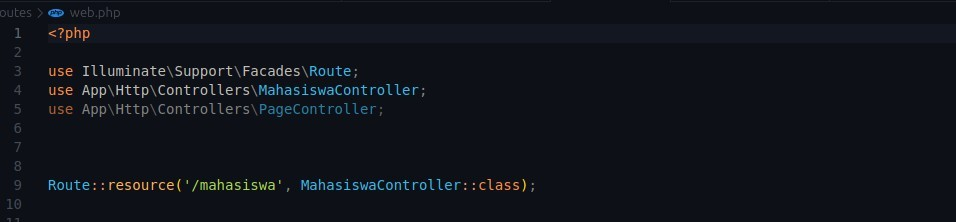 outes > php web.php
1 <?php
2
3 use Illuminate\Support\Facades\Route;
4 use App\Http\Controllers\MahasiswaController;
5 use App\Http\Controllers\PageController;
6
7
8
9 Route::resource('/mahasiswa', MahasiswaController::class);
10
11